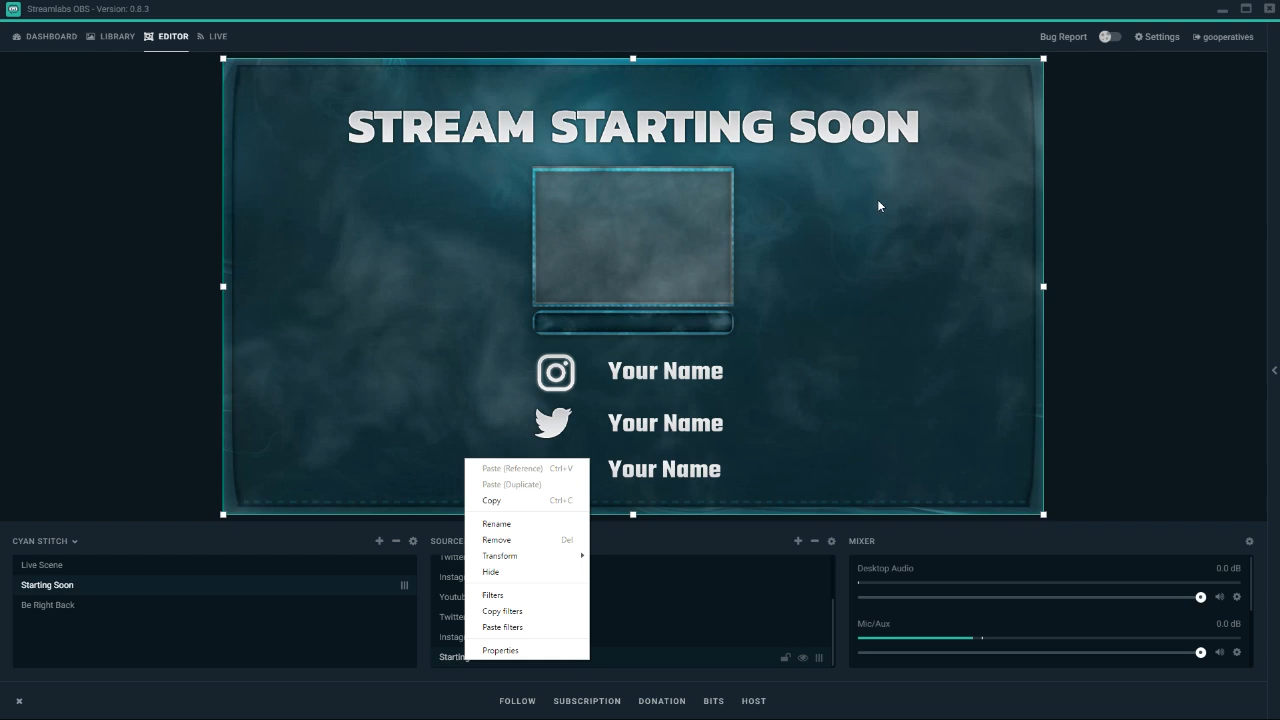 Streamlabs OBS - Version: 0.8.3
DASHBOARD LIBRARY EDITOR LIVE
Bug Report Settings gooperatives
STREAM STARTING SOON
Your Name
Your Name
Your Name
Paste (Reference) Ctrl+V
Paste (Duplicate)
Copy Ctrl+C
Rename
Remove Del
Transform
Hide
Filters
Copy filters
Paste filters
Properties
CYAN STITCH
Live Scene
Starting Soon
Be Right Back
SOURCE
Twitte
Instag
Youtub
Twitte
Instag
Starting
MIXER
Desktop Audio 0.0 dB
Mic/Aux 0.0 dB
FOLLOW SUBSCRIPTION DONATION BITS HOST